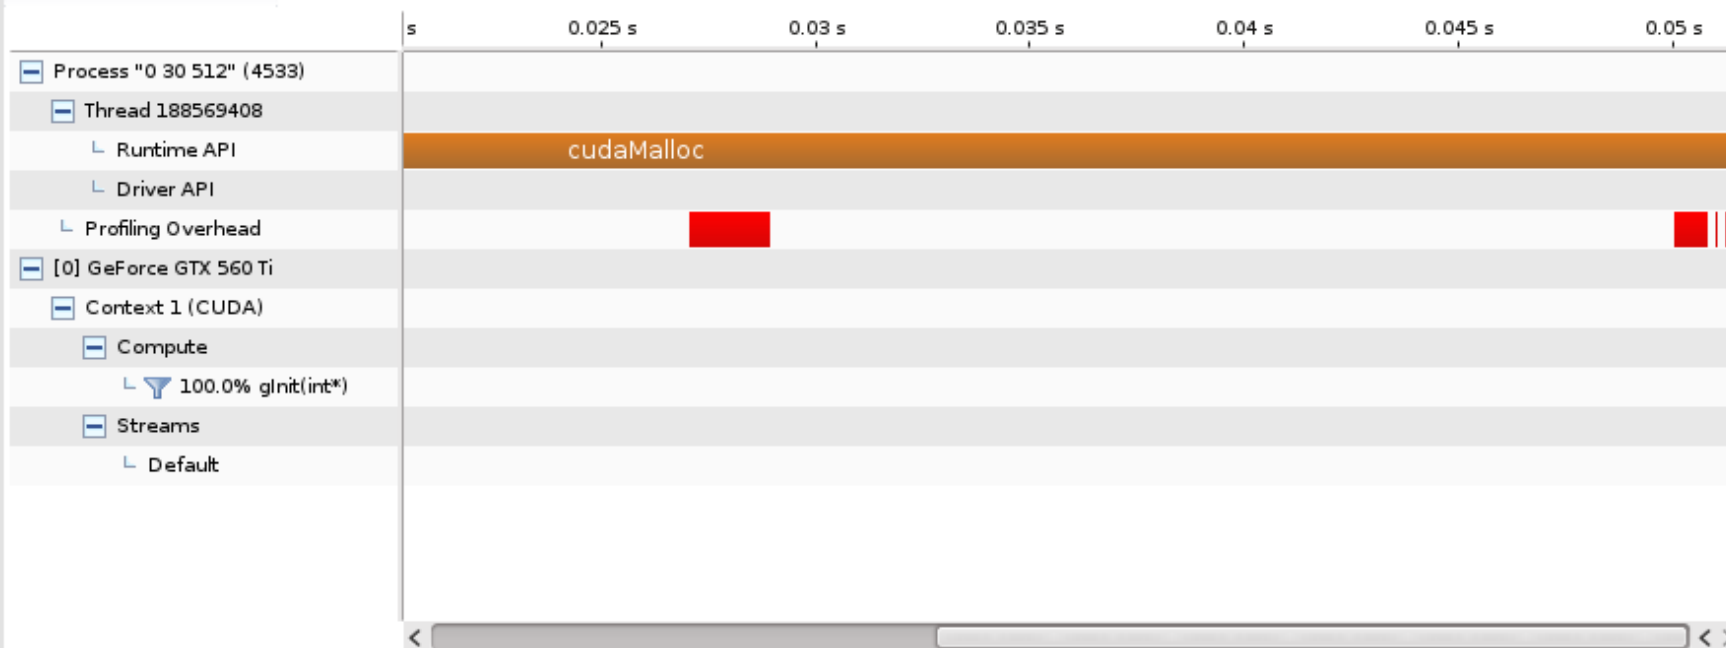 s 0.025 s 0.03 s 0.035 s 0.04 s 0.045 s 0.05 s
Process "0 30 512" (4533)
Thread 188569408
Runtime API cudaMalloc
Driver API
Profiling Overhead
[0] GeForce GTX 560 Ti
Context 1 (CUDA)
Compute
100.0% gInit(int*)
Streams
Default